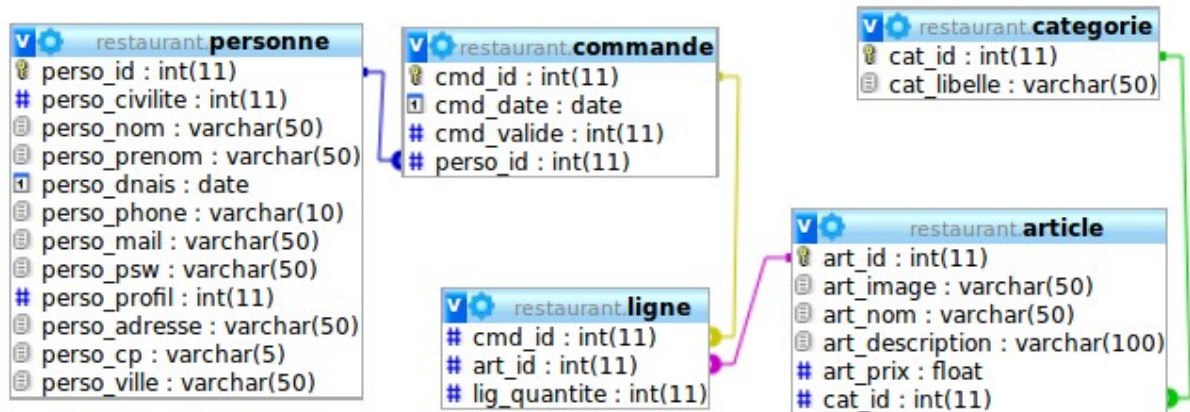 restaurant.personne
perso_id : int(11)
perso_civilite : int(11)
perso_nom : varchar(50)
perso_prenom : varchar(50)
perso_dnais : date
perso_phone : varchar(10)
perso_mail : varchar(50)
perso_psw : varchar(50)
perso_profil : int(11)
perso_adresse : varchar(50)
perso_cp : varchar(5)
perso_ville : varchar(50)
restaurant.commande
cmd_id : int(11)
cmd_date : date
cmd_valide : int(11)
perso_id : int(11)
restaurant.categorie
cat_id : int(11)
cat_libelle : varchar(50)
restaurant.ligne
cmd_id : int(11)
art_id : int(11)
lig_quantite : int(11)
restaurant.article
art_id : int(11)
art_image : varchar(50)
art_nom : varchar(50)
art_description : varchar(100)
art_prix : float
cat_id : int(11)